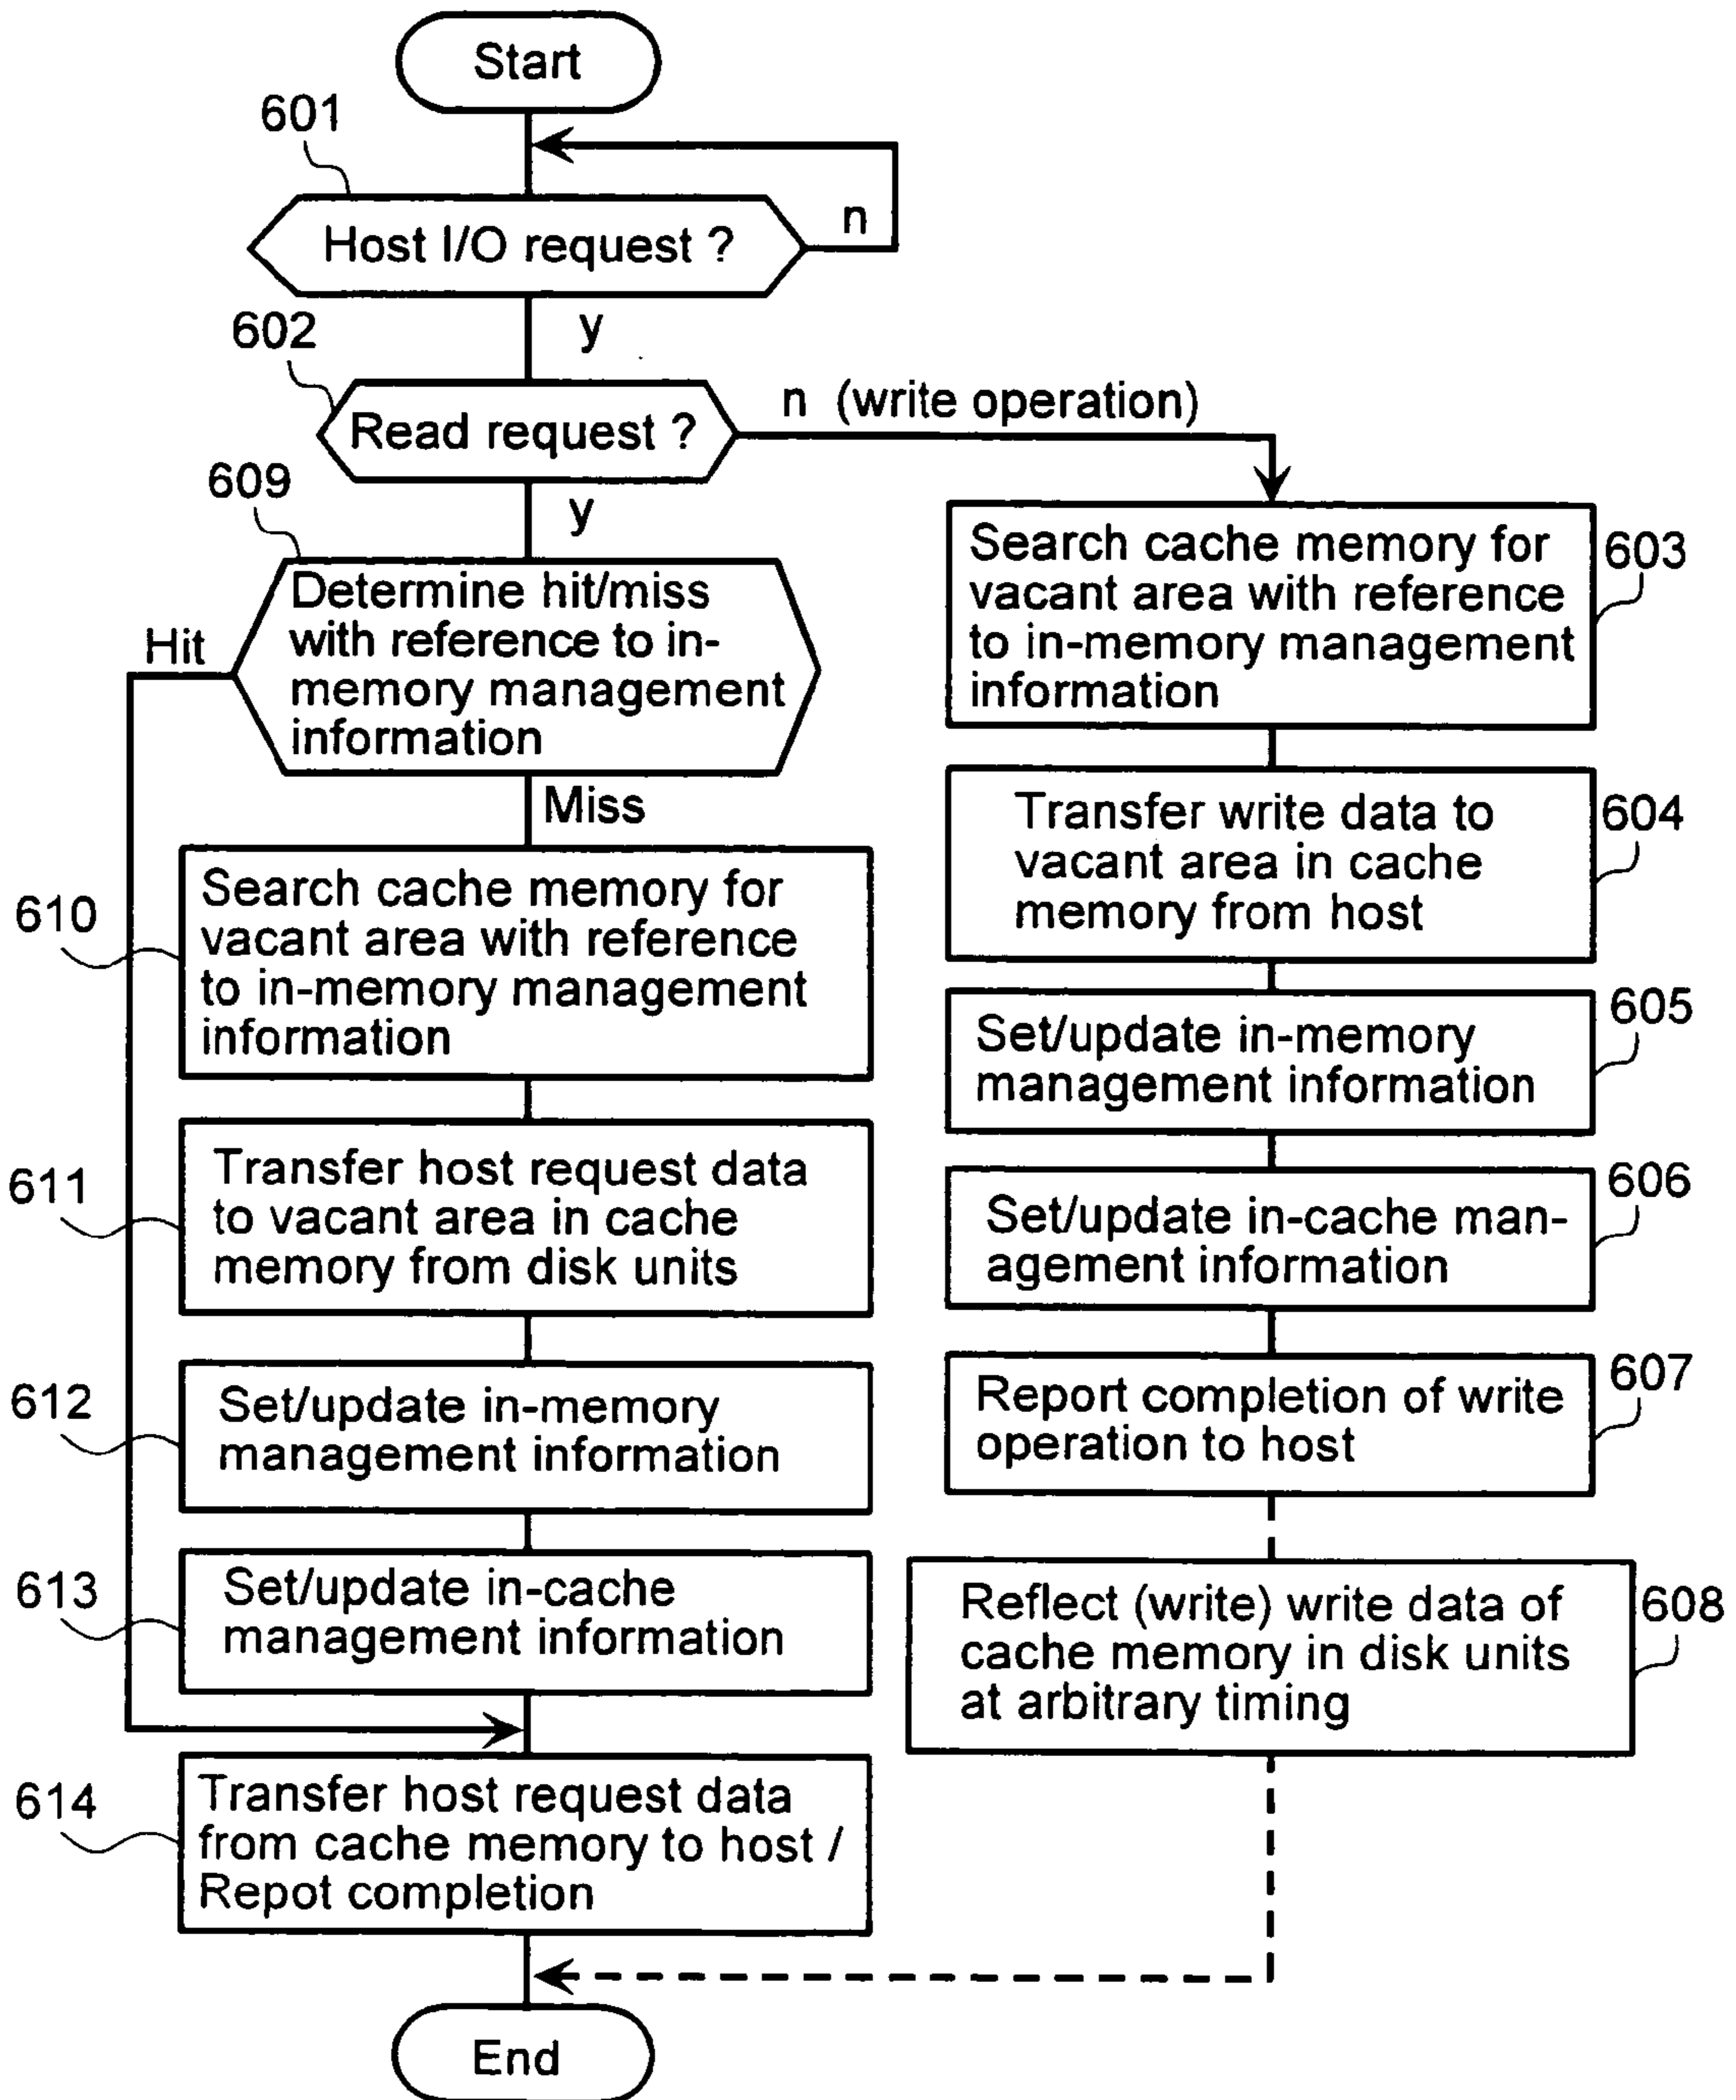 Start
601
Host I/O request ?
n
y
602
Read request ?
n (write operation)
y
609
Determine hit/miss
with reference to in-
memory management
information
Hit
Miss
610
Search cache memory for
vacant area with reference
to in-memory management
information
611
Transfer host request data
to vacant area in cache
memory from disk units
612
Set/update in-memory
management information
613
Set/update in-cache
management information
614
Transfer host request data
from cache memory to host /
Repot completion
Search cache memory for
vacant area with reference
to in-memory management
information
603
Transfer write data to
vacant area in cache
memory from host
604
Set/update in-memory
management information
605
Set/update in-cache man-
agement information
606
Report completion of write
operation to host
607
Reflect (write) write data of
cache memory in disk units
at arbitrary timing
608
End